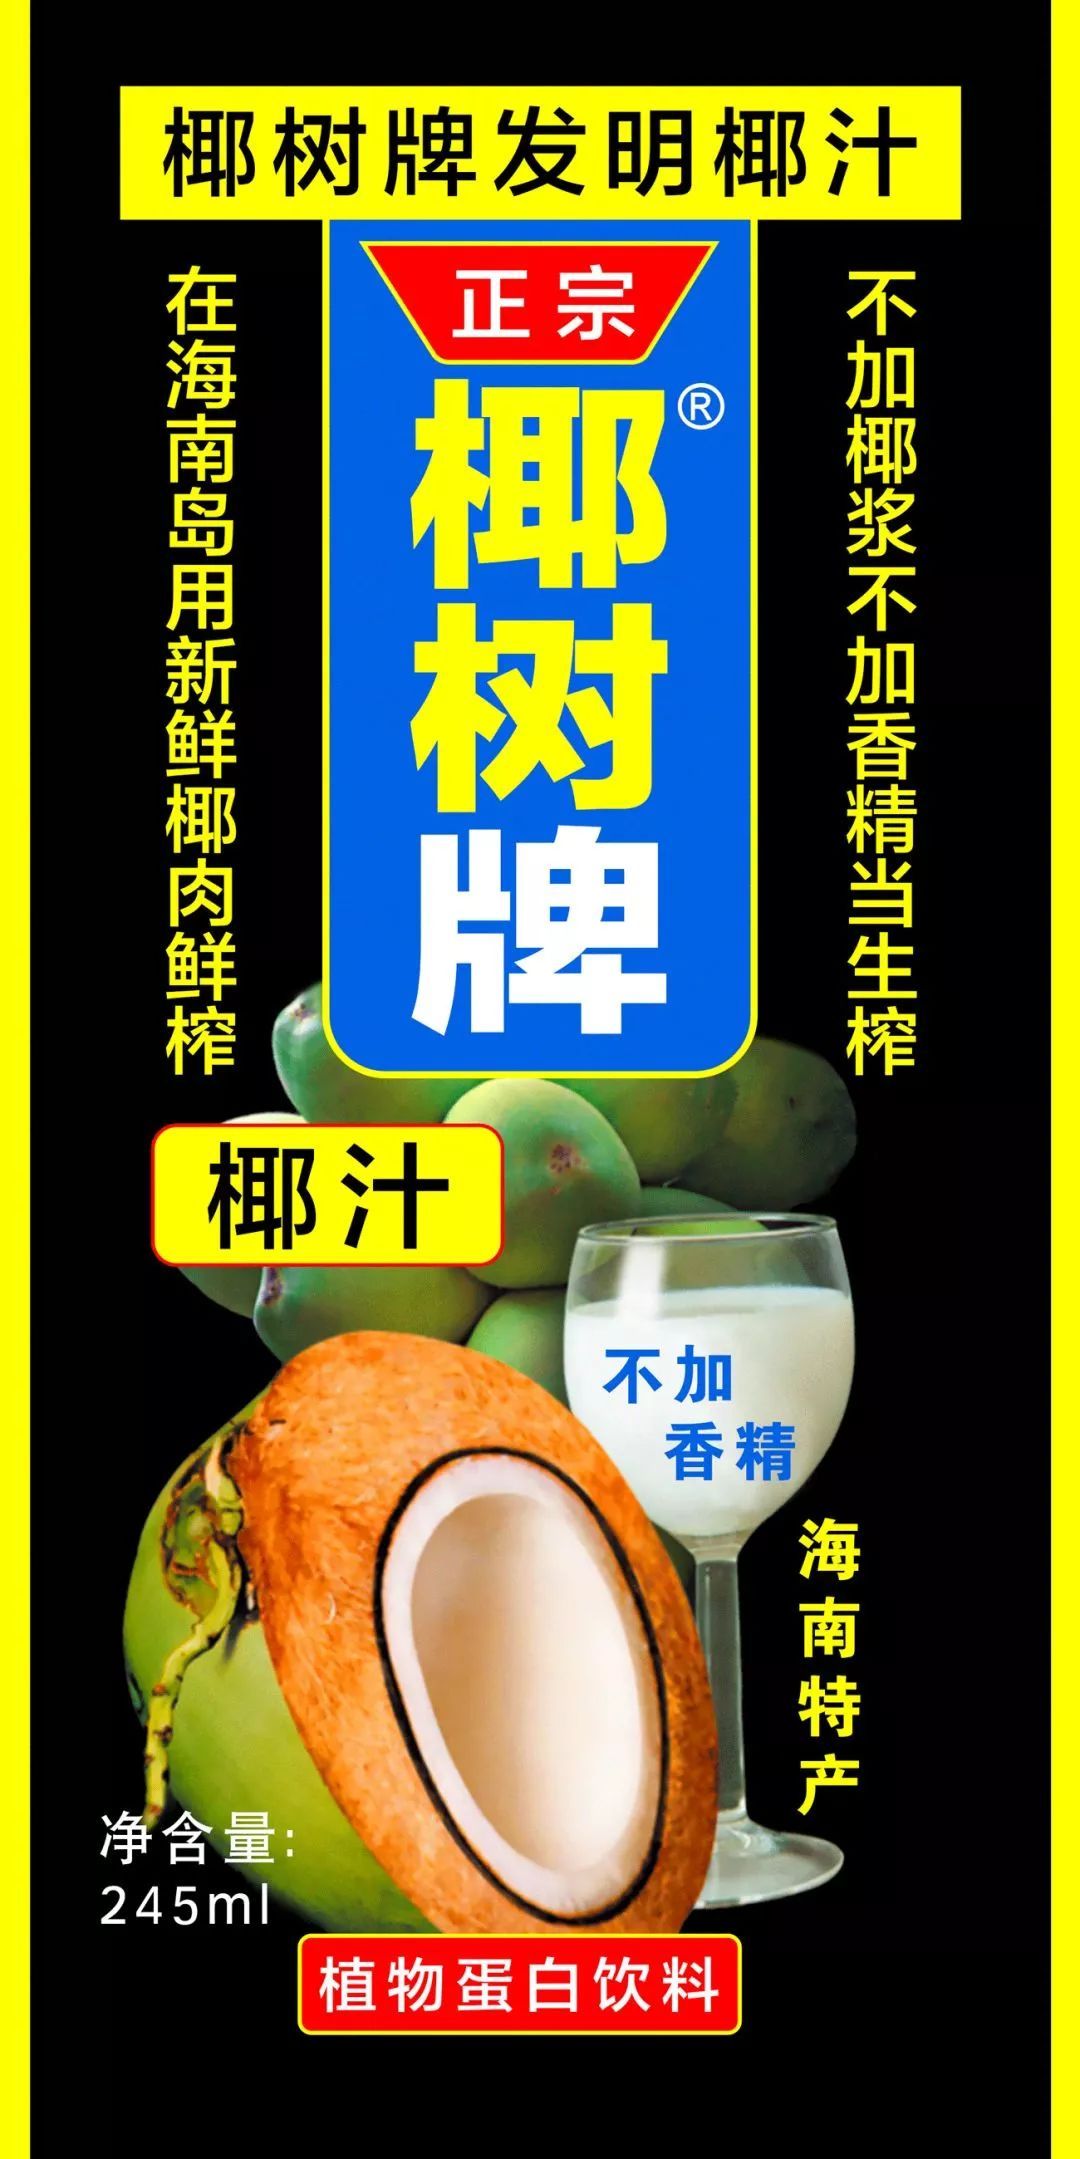 椰树牌发明椰汁
正宗
椰树牌®
在海南岛用新鲜椰肉鲜榨
不加椰浆不加香精当生榨
椰汁
不加
香精
海南特产
净含量:
245ml
植物蛋白饮料